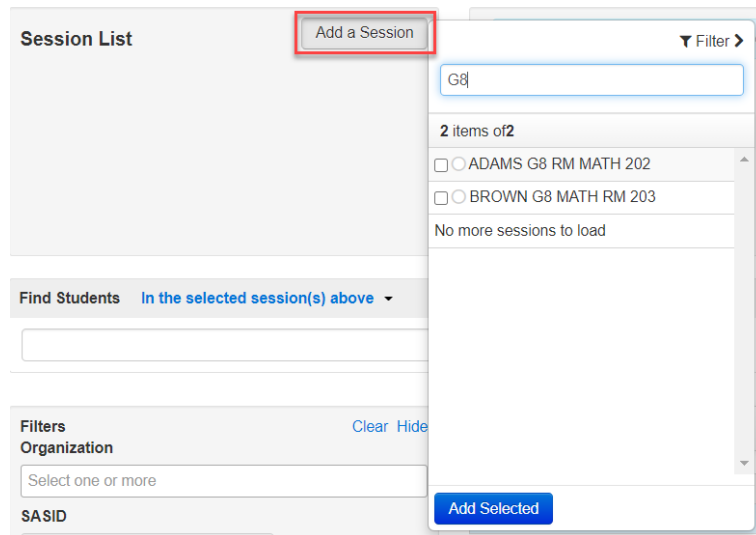 Session List
Add a Session
Filter
G8
2 items of2
ADAMS G8 RM MATH 202
BROWN G8 MATH RM 203
No more sessions to load
Add Selected
Find Students In the selected session(s) above
Filters
Clear Hide
Organization
Select one or more
SASID